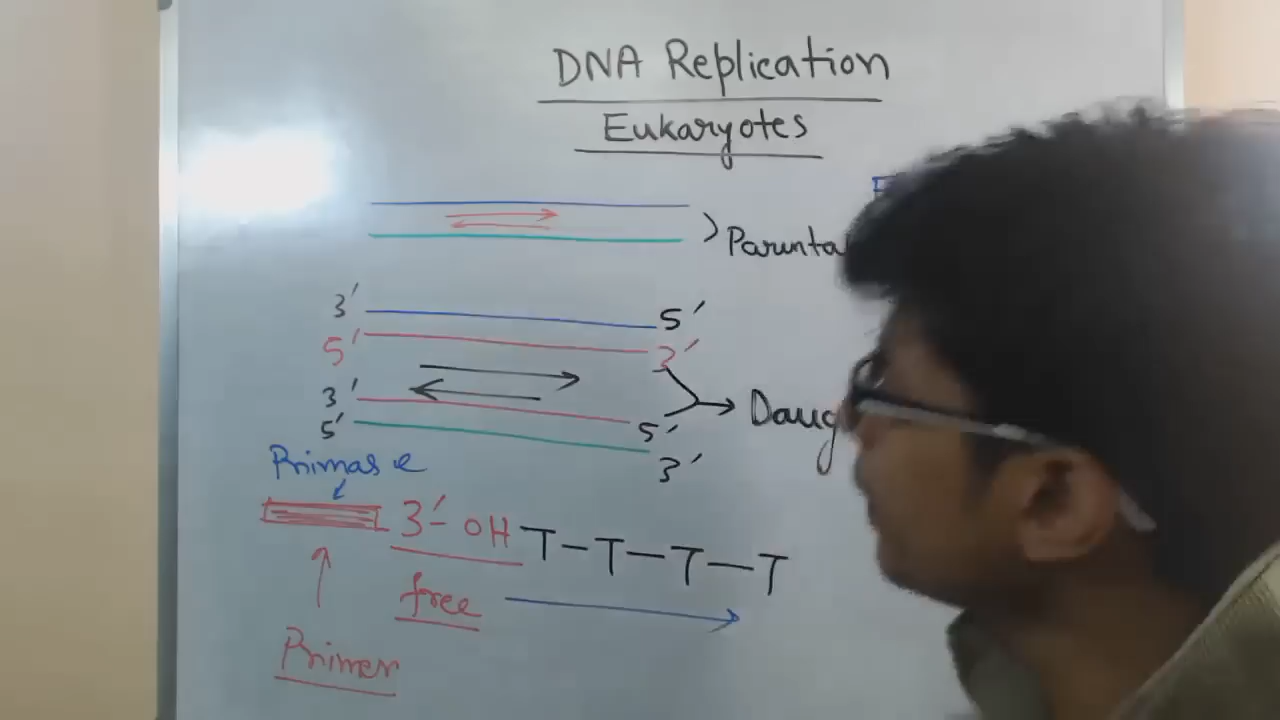 DNA Replication
Eukaryotes
3' 5'
5' 3'
3' 5'
5' 3'
Primase
3'- OH T-T-T-T
free
Primer